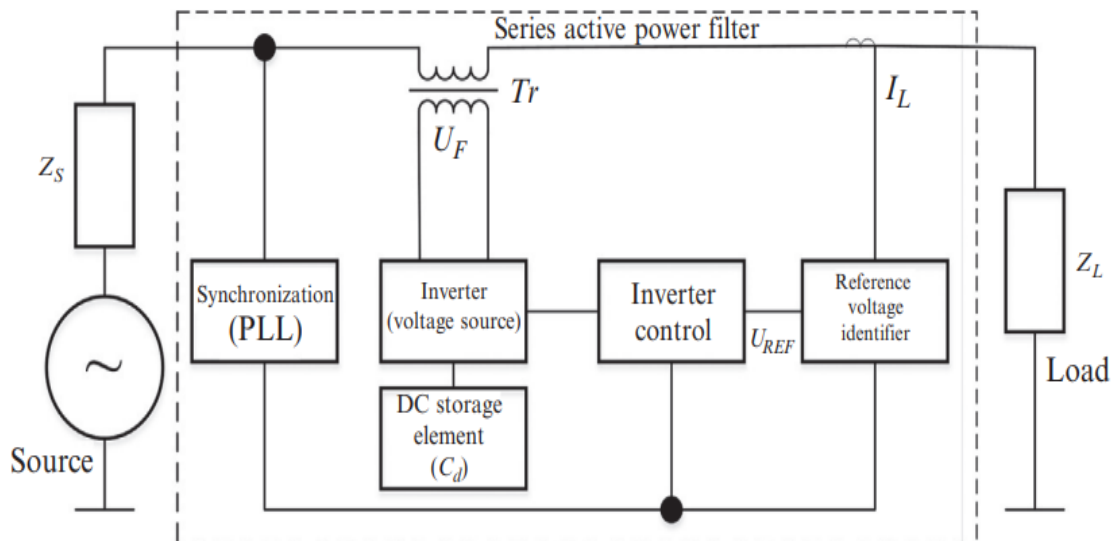 Series active power filter
Tr
I_L
U_F
Z_S
Synchronization
(PLL)
Inverter
(voltage source)
Inverter
control
U_REF
Reference
voltage
identifier
Z_L
~
DC storage
element
(C_d)
Load
Source